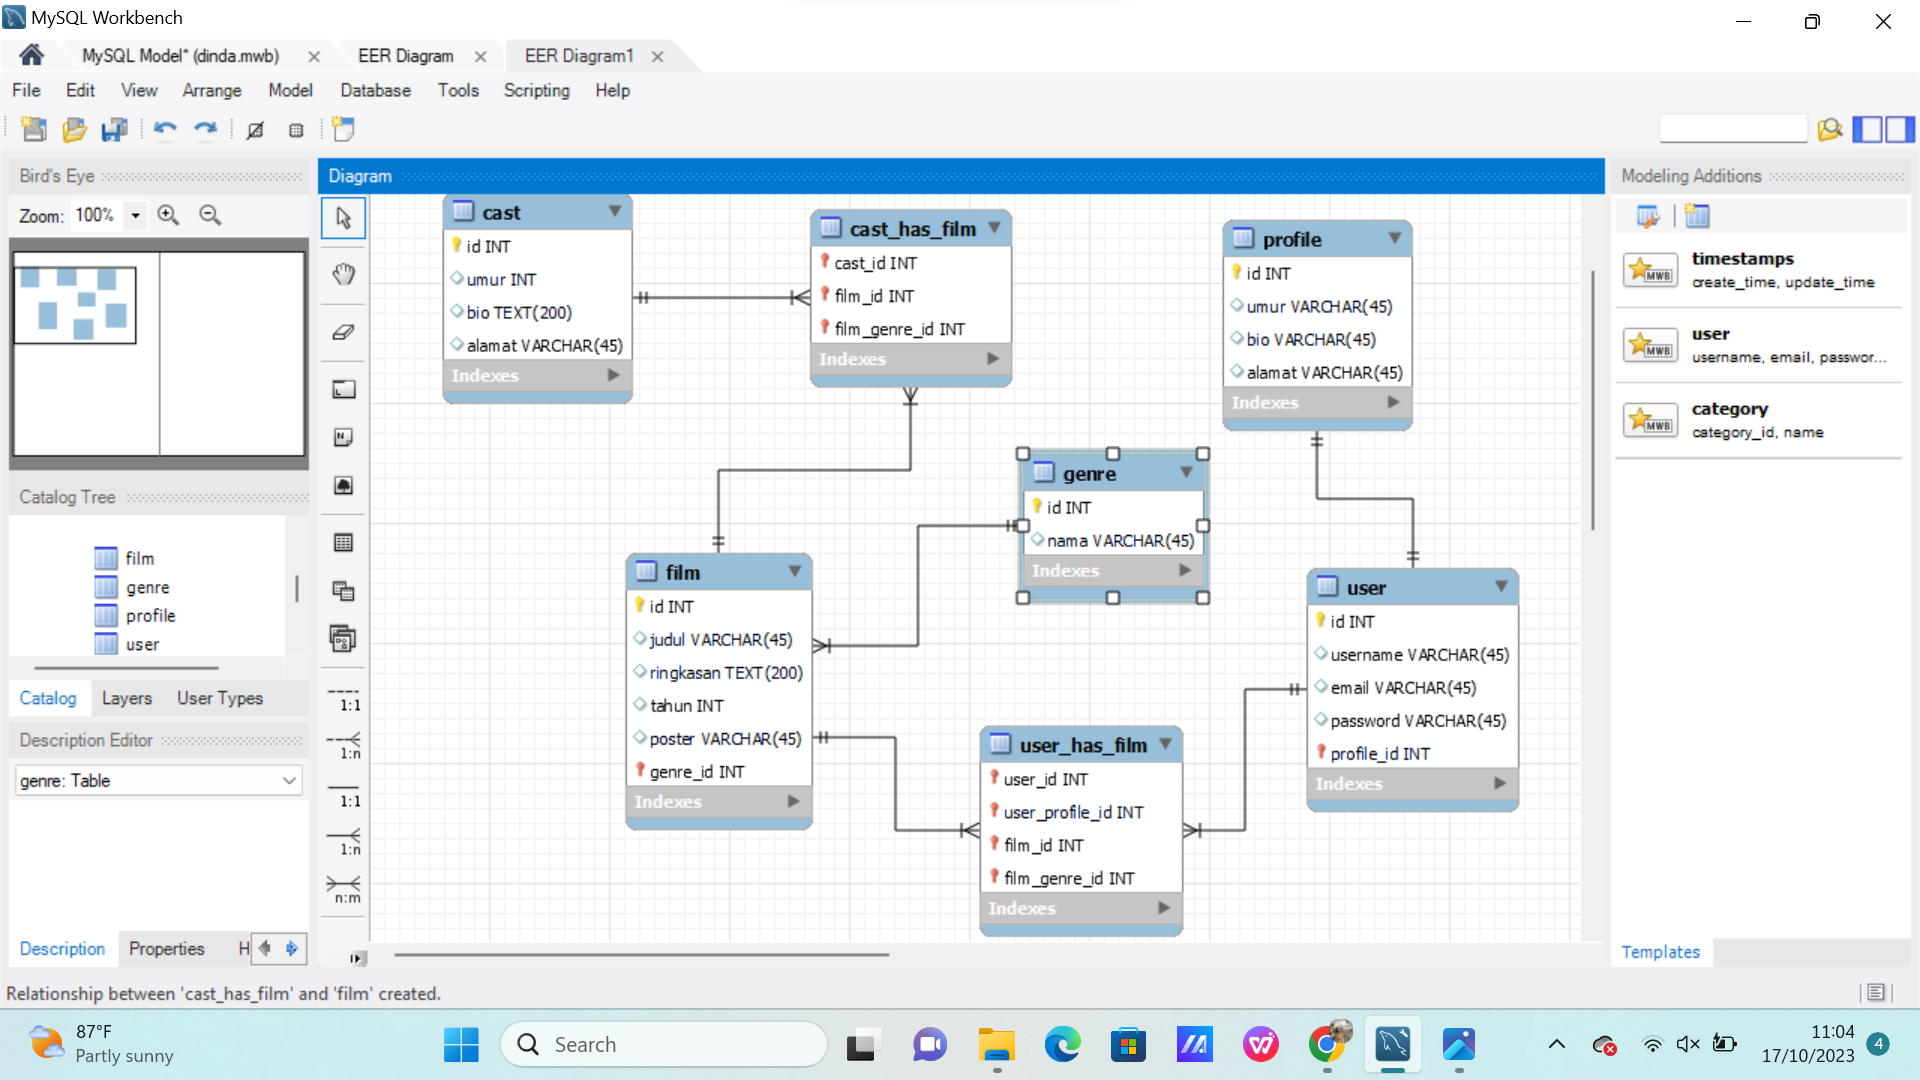 MySQL Workbench
MySQL Model* (dinda.mwb)
EER Diagram
EER Diagram1
File Edit View Arrange Model Database Tools Scripting Help
Bird's Eye
Zoom: 100%
Catalog Tree
film
genre
profile
user
Catalog Layers User Types
Description Editor
genre: Table
Description Properties H
Diagram
1:1
1:n
1:1
1:n
n:m
cast
id INT
umur INT
bio TEXT(200)
alamat VARCHAR(45)
Indexes
cast_has_film
cast_id INT
film_id INT
film_genre_id INT
Indexes
profile
id INT
umur VARCHAR(45)
bio VARCHAR(45)
alamat VARCHAR(45)
Indexes
genre
id INT
nama VARCHAR(45)
Indexes
film
id INT
judul VARCHAR(45)
ringkasan TEXT(200)
tahun INT
poster VARCHAR(45)
genre_id INT
Indexes
user
id INT
username VARCHAR(45)
email VARCHAR(45)
password VARCHAR(45)
profile_id INT
Indexes
user_has_film
user_id INT
user_profile_id INT
film_id INT
film_genre_id INT
Indexes
Modeling Additions
MWB
timestamps
create_time, update_time
MWB
user
username, email, passwor...
MWB
category
category_id, name
Templates
Relationship between 'cast_has_film' and 'film' created.
87°F
Partly sunny
Search
11:04
17/10/2023
4